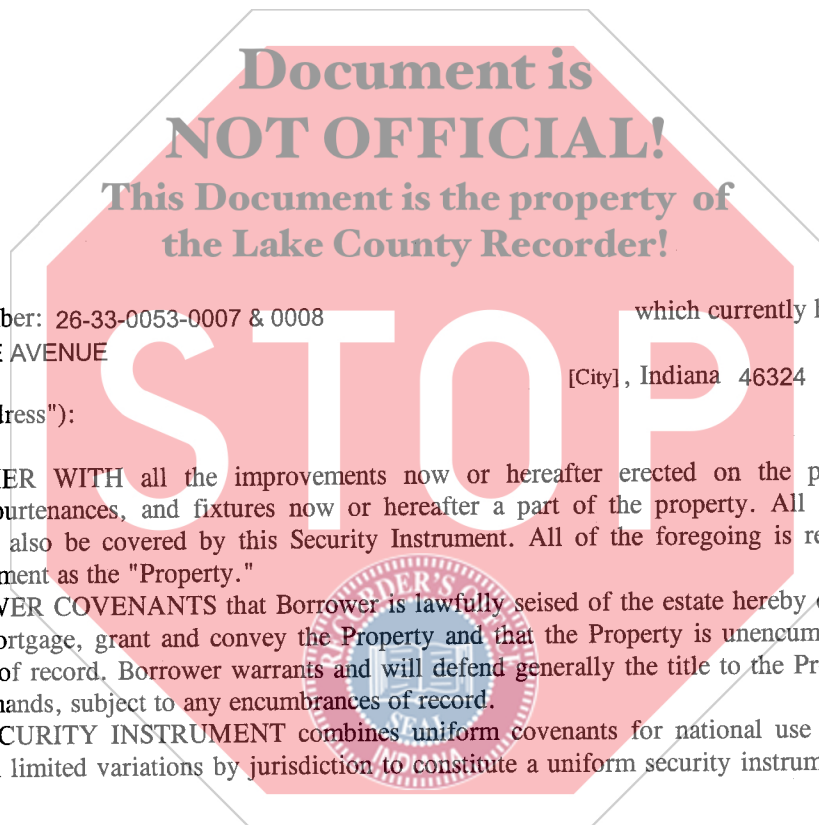 Document is
NOT OFFICIAL!
This Document is the property of
the Lake County Recorder!
STOP
ber: 26-33-0053-0007 & 0008 which currently
E AVENUE
[City] , Indiana 46324
dress"):
ER WITH all the improvements now or hereafter erected on the p
purtenances, and fixtures now or hereafter a part of the property. All
also be covered by this Security Instrument. All of the foregoing is re
ment as the "Property."
VER COVENANTS that Borrower is lawfully seised of the estate hereby
ortgage, grant and convey the Property and that the Property is unencum
of record. Borrower warrants and will defend generally the title to the Pr
nands, subject to any encumbrances of record.
CURITY INSTRUMENT combines uniform covenants for national use
limited variations by jurisdiction to constitute a uniform security instrum
RECORDER'S OFFICE
SEAL
INDIANA